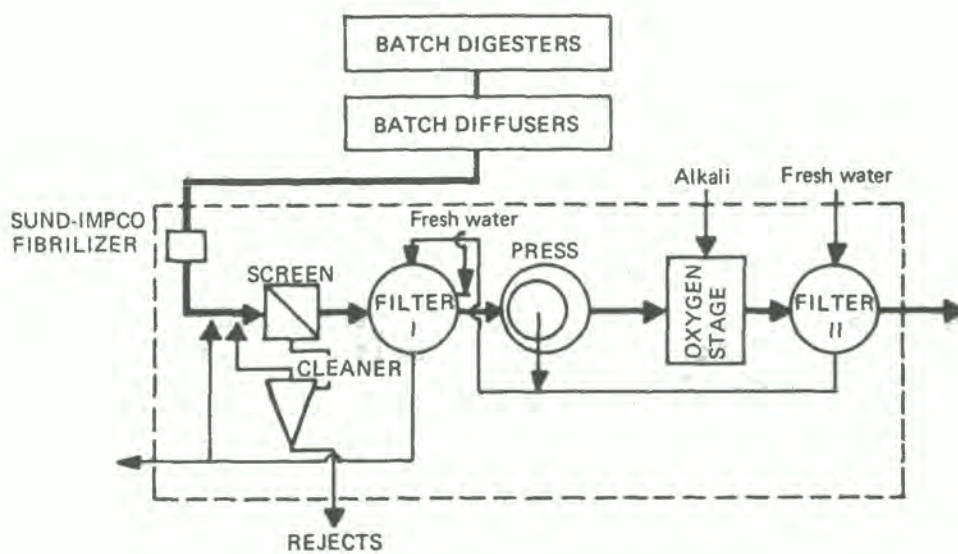 BATCH DIGESTERS
BATCH DIFFUSERS
Alkali
Fresh water
SUND-IMPCO
FIBRILIZER
Fresh water
PRESS
SCREEN
FILTER
I
OXYGEN
STAGE
FILTER
II
CLEANER
REJECTS